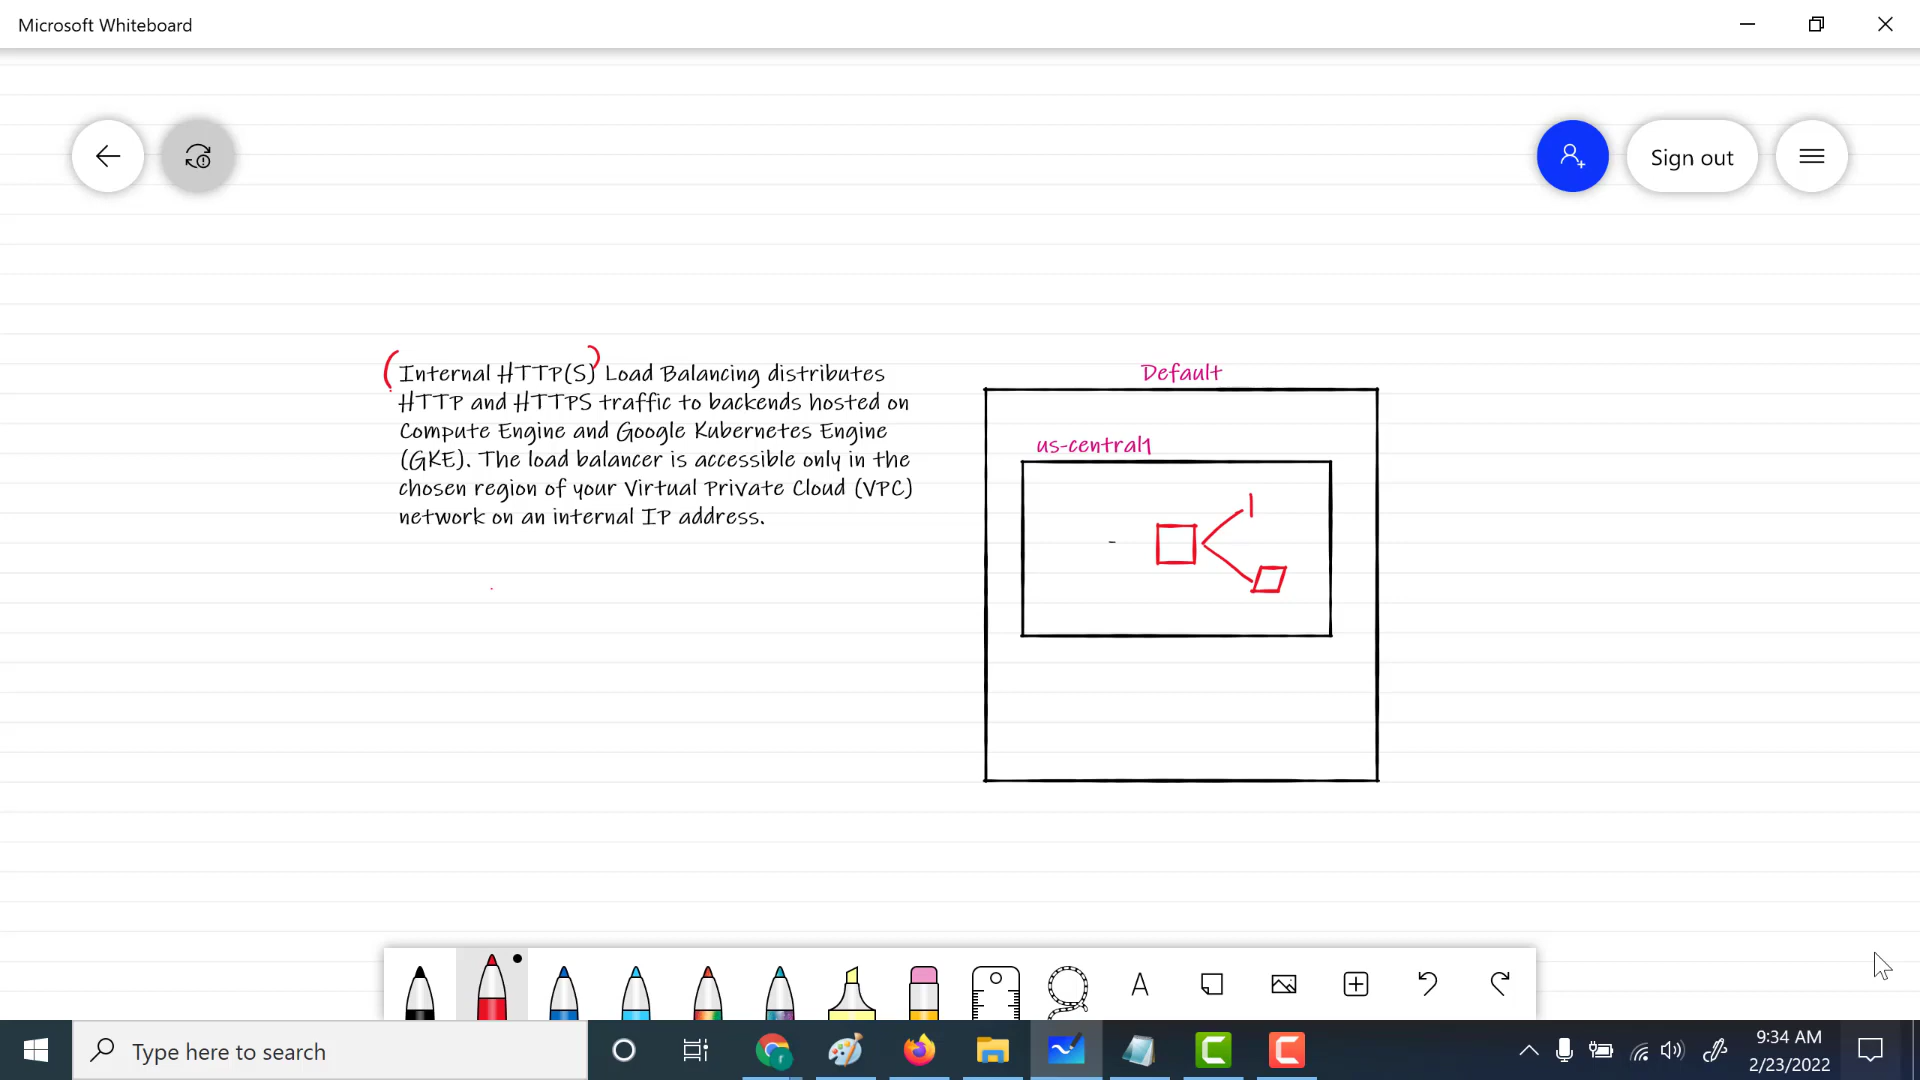 Microsoft Whiteboard
Sign out
Internal HTTP(S) Load Balancing distributes
HTTP and HTTPS traffic to backends hosted on
Compute Engine and Google Kubernetes Engine
(GKE). The load balancer is accessible only in the
chosen region of your Virtual Private Cloud (VPC)
network on an internal IP address.
Default
us-central1
A
Type here to search
9:34 AM
2/23/2022